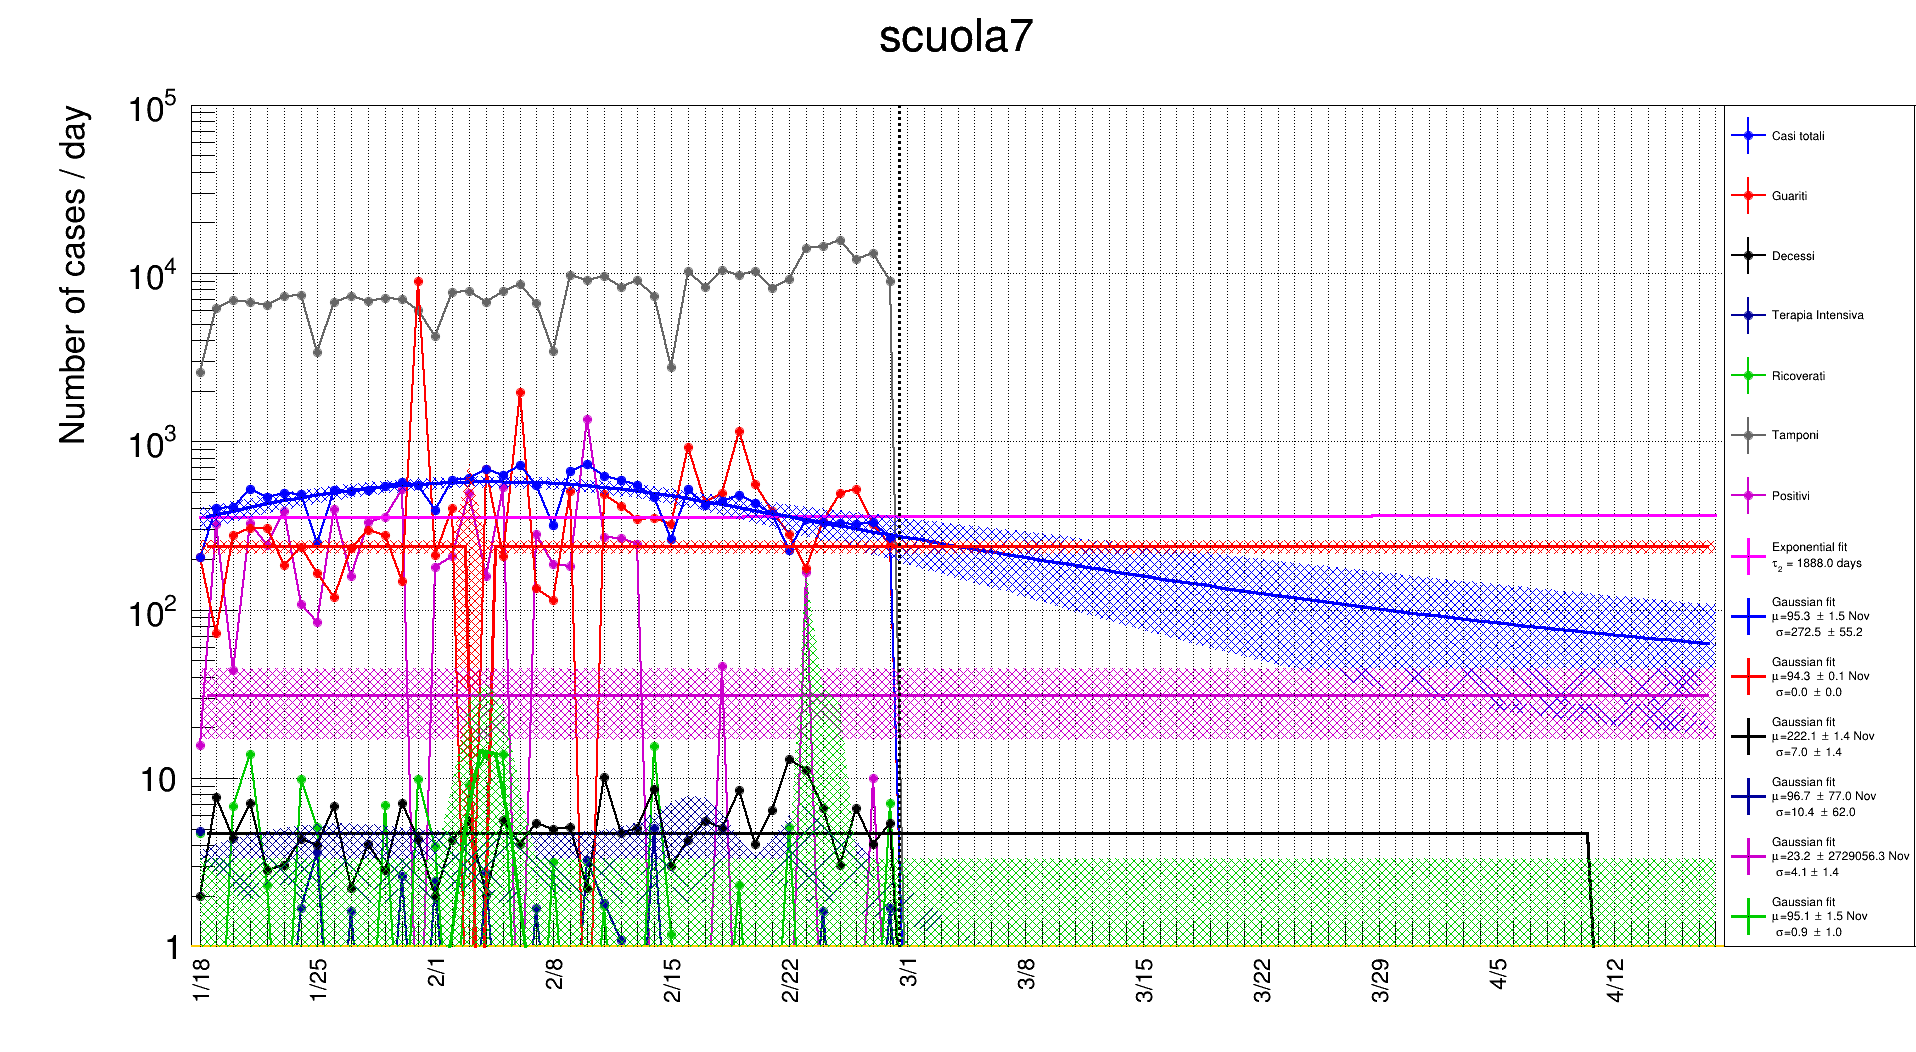 scuola7
Number of cases / day
10^5
10^4
10^3
10^2
10
1
1/18
1/25
2/1
2/8
2/15
2/22
3/1
3/8
3/15
3/22
3/29
4/5
4/12
Casi totali
Guariti
Decessi
Terapia Intensiva
Ricoverati
Tamponi
Positivi
Exponential fit
τ₂ = 1888.0 days
Gaussian fit
μ=95.3 ± 1.5 Nov
σ=272.5 ± 55.2
Gaussian fit
μ=94.3 ± 0.1 Nov
σ=0.0 ± 0.0
Gaussian fit
μ=222.1 ± 1.4 Nov
σ=7.0 ± 1.4
Gaussian fit
μ=96.7 ± 77.0 Nov
σ=10.4 ± 62.0
Gaussian fit
μ=23.2 ± 2729056.3 Nov
σ=4.1 ± 1.4
Gaussian fit
μ=95.1 ± 1.5 Nov
σ=0.9 ± 1.0